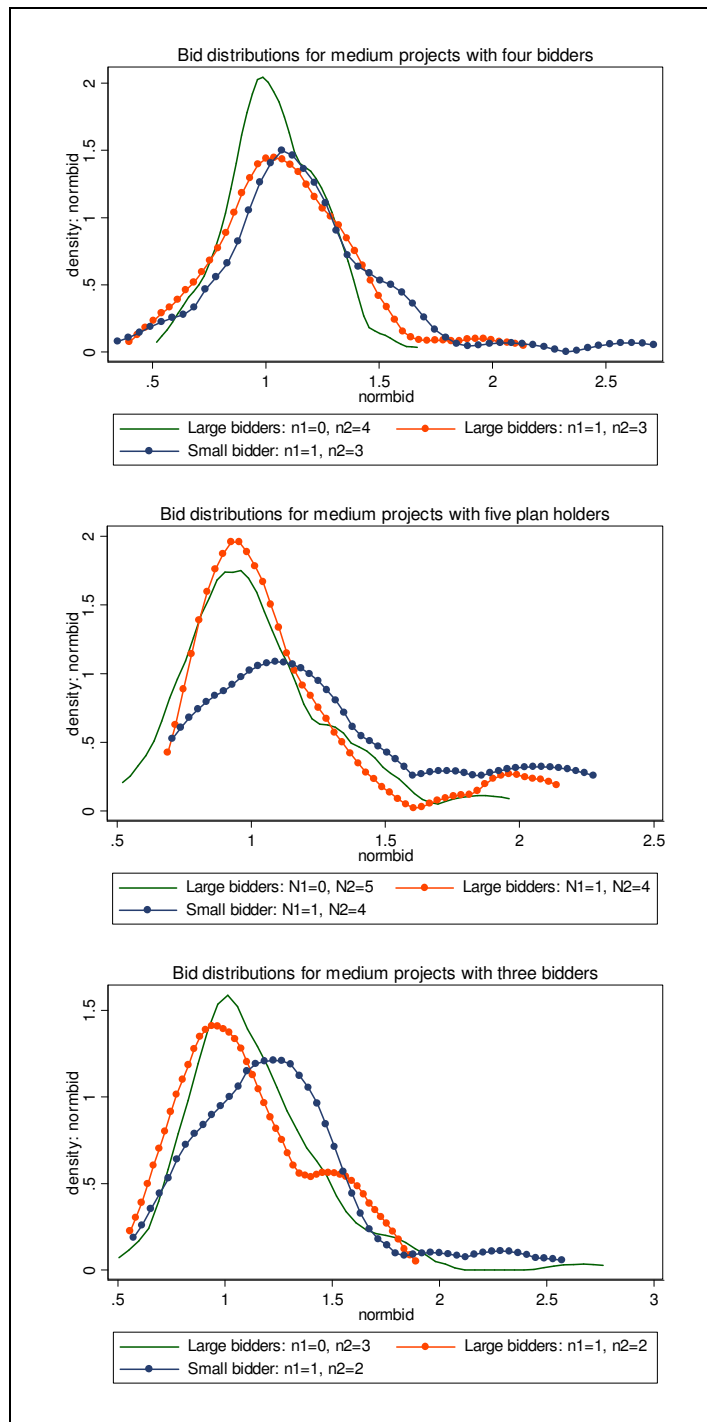 Bid distributions for medium projects with four bidders
density: normbid
0 .5 1 1.5 2
.5 1 1.5 2 2.5
normbid
Large bidders: n1=0, n2=4 Large bidders: n1=1, n2=3
Small bidder: n1=1, n2=3
Bid distributions for medium projects with five plan holders
density: normbid
0 .5 1 1.5 2
.5 1 1.5 2 2.5
normbid
Large bidders: N1=0, N2=5 Large bidders: N1=1, N2=4
Small bidder: N1=1, N2=4
Bid distributions for medium projects with three bidders
density: normbid
0 .5 1 1.5
.5 1 1.5 2 2.5 3
normbid
Large bidders: n1=0, n2=3 Large bidders: n1=1, n2=2
Small bidder: n1=1, n2=2